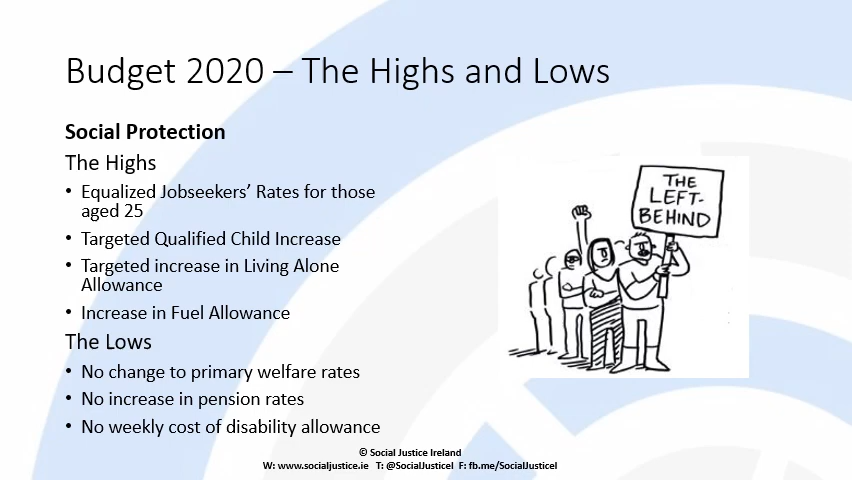 Budget 2020 – The Highs and Lows
Social Protection
The Highs
• Equalized Jobseekers’ Rates for those
aged 25
• Targeted Qualified Child Increase
• Targeted increase in Living Alone
Allowance
• Increase in Fuel Allowance
The Lows
• No change to primary welfare rates
• No increase in pension rates
• No weekly cost of disability allowance
THE
LEFT-
BEHIND
© Social Justice Ireland
W: www.socialjustice.ie T: @SocialJusticeI F: fb.me/SocialJusticeI